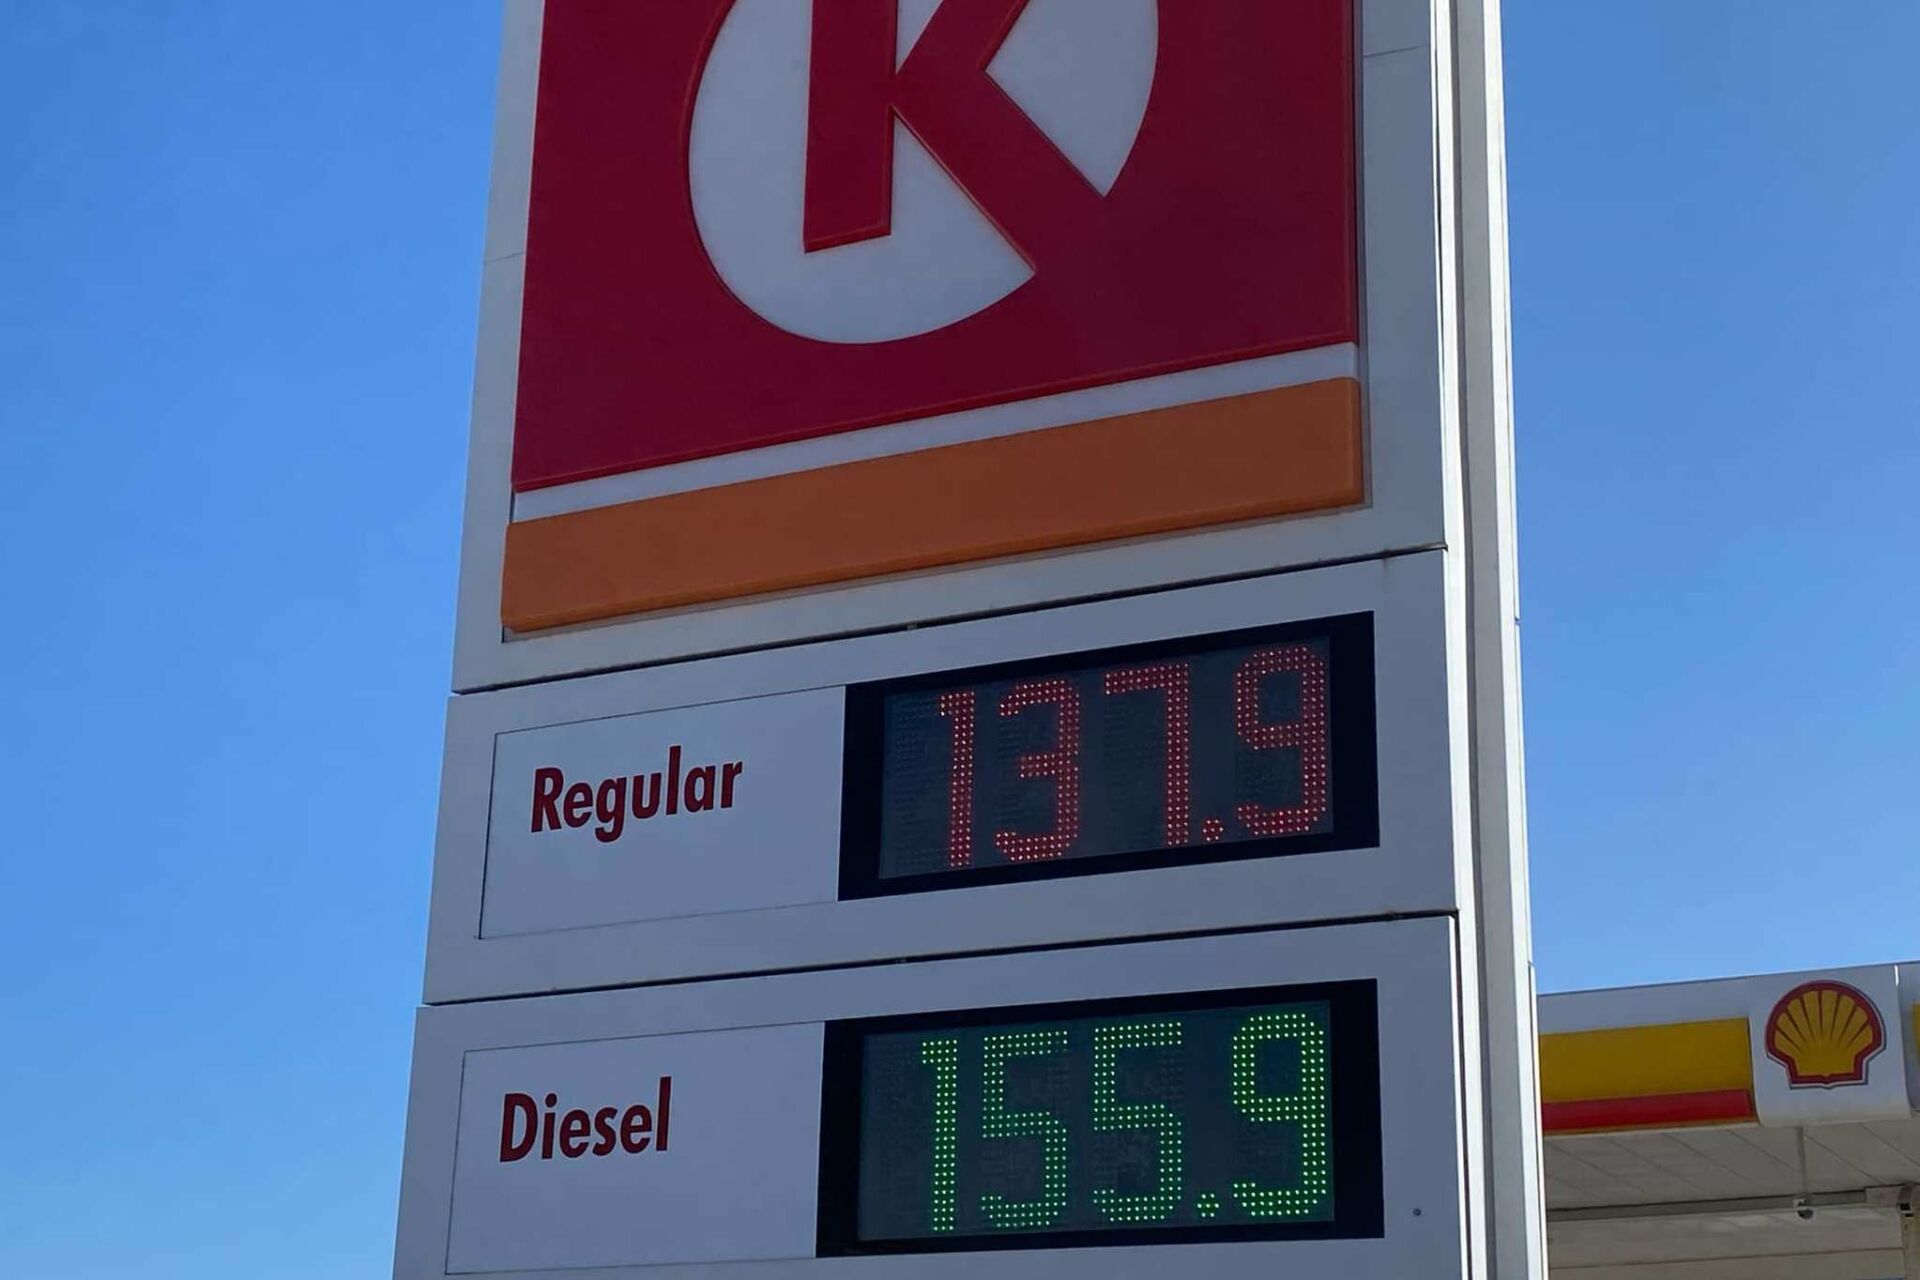 K
Regular 137.9
Diesel 155.9